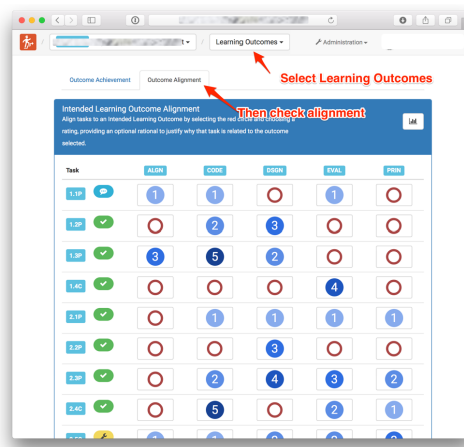 Learning Outcomes
Administration
Select Learning Outcomes
Outcome Achievement
Outcome Alignment
Then check alignment
Intended Learning Outcome Alignment
Align tasks to an Intended Learning Outcome by selecting the red circle and choosing a
rating, providing an optional rational to justify why that task is related to the outcome
selected.
Task ALGN CODE DSGN EVAL PRIN
1.1P 1 1 1
1.2P 2 3
1.3P 3 5 2
1.4C 4
2.1P 1 1 1 1
2.2P 3
2.3P 2 4 3 2
2.4C 5 2 1